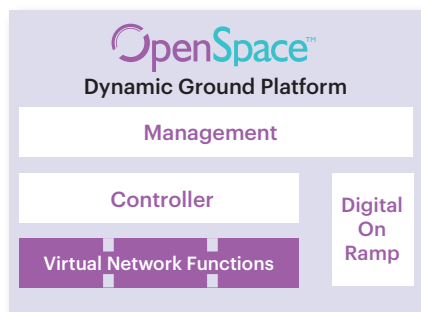 OpenSpace™
Dynamic Ground Platform
Management
Controller
Virtual Network Functions
Digital
On
Ramp